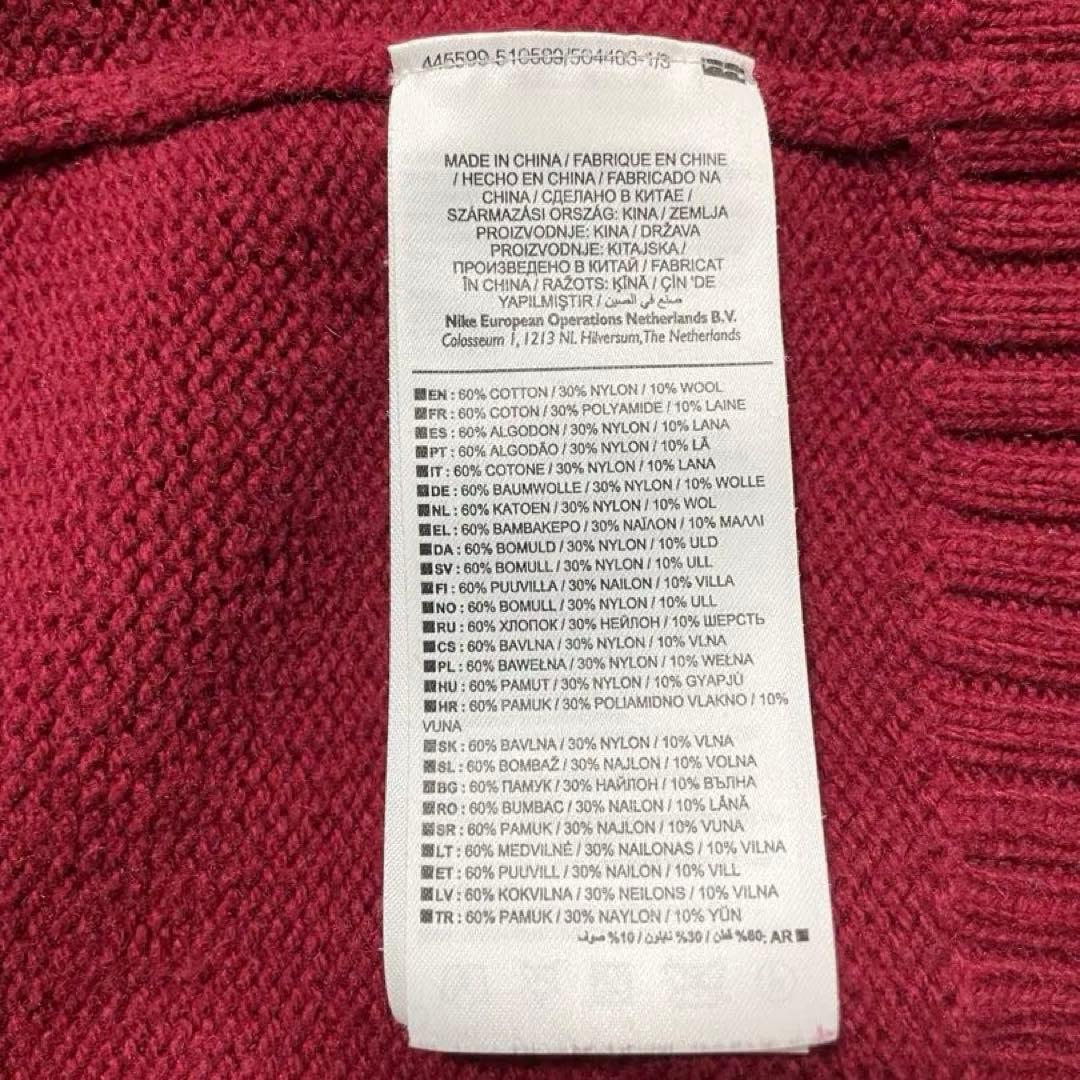 445599 510509/504403-1/3
MADE IN CHINA / FABRIQUE EN CHINE
/ HECHO EN CHINA / FABRICADO NA
CHINA / СДЕЛАНО В КИТАЕ /
SZÁRMAZÁSI ORSZÁG: KINA / ZEMLJA
PROIZVODNJE: KINA / DRŽAVA
PROIZVODNJE: KITAJSKA /
ПРОИЗВЕДЕНО В КИТАЙ / FABRICAT
ÎN CHINA / RAŽOTS: ĶĪNĀ / ÇİN 'DE
YAPILMIŞTIR / صنع في الصين
Nike European Operations Netherlands B.V.
Colosseum 1, 1213 NL Hilversum, The Netherlands
EN : 60% COTTON / 30% NYLON / 10% WOOL
FR : 60% COTON / 30% POLYAMIDE / 10% LAINE
ES : 60% ALGODON / 30% NYLON / 10% LANA
PT : 60% ALGODÃO / 30% NYLON / 10% LÃ
IT : 60% COTONE / 30% NYLON / 10% LANA
DE : 60% BAUMWOLLE / 30% NYLON / 10% WOLLE
NL : 60% KATOEN / 30% NYLON / 10% WOL
EL : 60% ΒΑΜΒΑΚΕΡΟ / 30% ΝΑΪΛΟΝ / 10% ΜΑΛΛΙ
DA : 60% BOMULD / 30% NYLON / 10% ULD
SV : 60% BOMULL / 30% NYLON / 10% ULL
FI : 60% PUUVILLA / 30% NAILON / 10% VILLA
NO : 60% BOMULL / 30% NYLON / 10% ULL
RU : 60% ХЛОПОК / 30% НЕЙЛОН / 10% ШЕРСТЬ
CS : 60% BAVLNA / 30% NYLON / 10% VLNA
PL : 60% BAWEŁNA / 30% NYLON / 10% WEŁNA
HU : 60% PAMUT / 30% NYLON / 10% GYAPJÚ
HR : 60% PAMUK / 30% POLIAMIDNO VLAKNO / 10%
VUNA
SK : 60% BAVLNA / 30% NYLON / 10% VLNA
SL : 60% BOMBAŽ / 30% NAJLON / 10% VOLNA
BG : 60% ПАМУК / 30% НАЙЛОН / 10% ВЪЛНА
RO : 60% BUMBAC / 30% NAILON / 10% LÂNĂ
SR : 60% PAMUK / 30% NAJLON / 10% VUNA
LT : 60% MEDVILNĖ / 30% NAILONAS / 10% VILNA
ET : 60% PUUVILL / 30% NAILON / 10% VILL
LV : 60% KOKVILNA / 30% NEILONS / 10% VILNA
TR : 60% PAMUK / 30% NAYLON / 10% YÜN
AR :60% قطن / 30% نايلون / 10% صوف